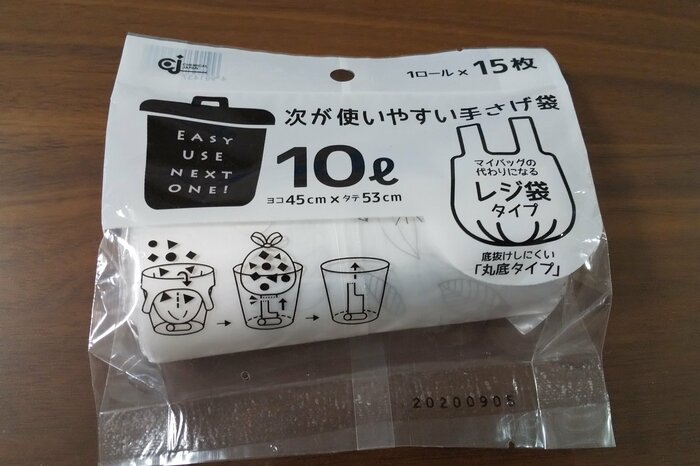 cj CHEMICAL JAPAN
1ロール × 15枚
次が使いやすい手さげ袋
EASY
USE
NEXT
ONE!
10ℓ
ヨコ45cm×タテ53cm
マイバッグの
代わりになる
レジ袋
タイプ
底抜けしにくい
「丸底タイプ」
20200905